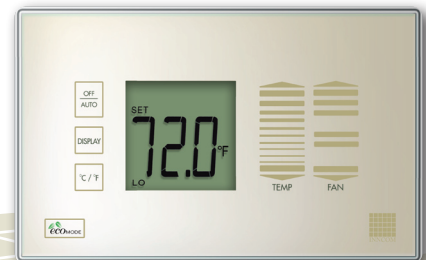 OFF
AUTO
DISPLAY
°C / °F
SET
72.0°F
LO
TEMP FAN
ecoMODE